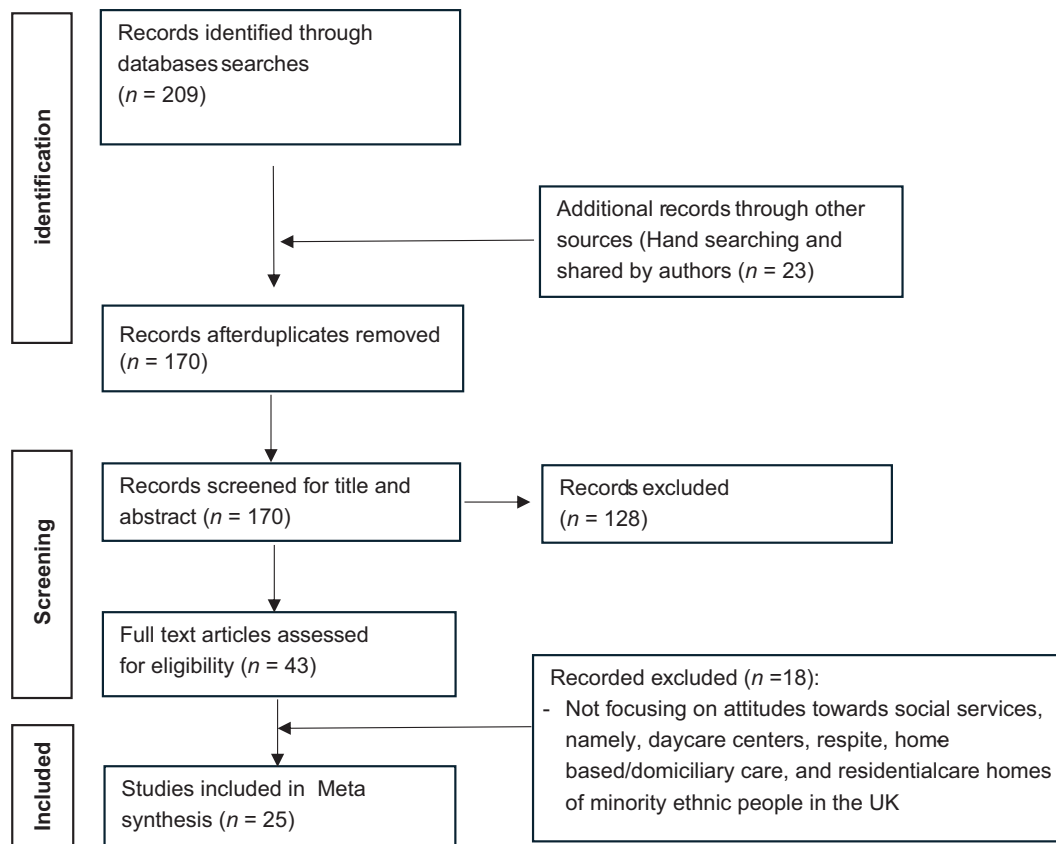 identification
Records identified through
databases searches
(n = 209)
Additional records through other
sources (Hand searching and
shared by authors (n = 23)
Records afterduplicates removed
(n = 170)
Screening
Records screened for title and
abstract (n = 170)
Records excluded
(n = 128)
Full text articles assessed
for eligibility (n = 43)
Recorded excluded (n =18):
- Not focusing on attitudes towards social services,
namely, daycare centers, respite, home-
based/domiciliary care, and residentialcare homes
of minority ethnic people in the UK
Included
Studies included in Meta
synthesis (n = 25)